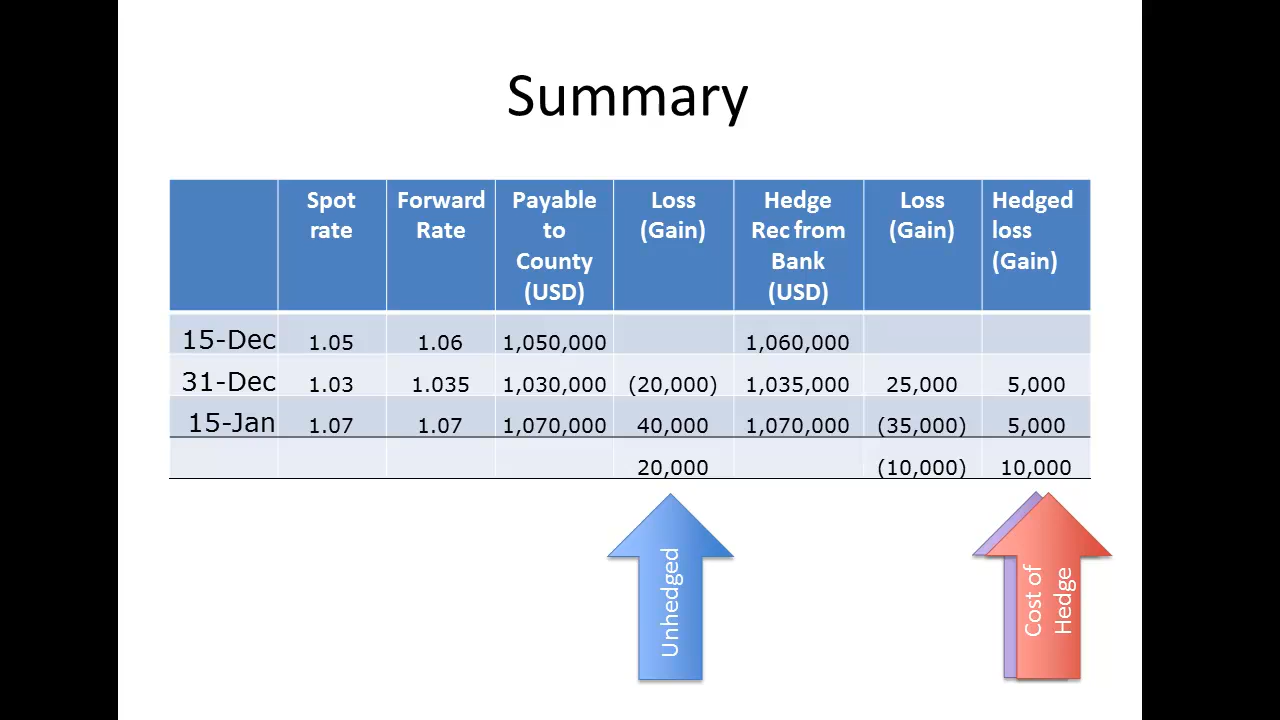 Summary
Spot rate Forward Rate Payable to County (USD) Loss (Gain) Hedge Rec from Bank (USD) Loss (Gain) Hedged loss (Gain)
15-Dec 1.05 1.06 1,050,000 1,060,000
31-Dec 1.03 1.035 1,030,000 (20,000) 1,035,000 25,000 5,000
15-Jan 1.07 1.07 1,070,000 40,000 1,070,000 (35,000) 5,000
20,000 (10,000) 10,000
Unhedged
Cost of
Hedge